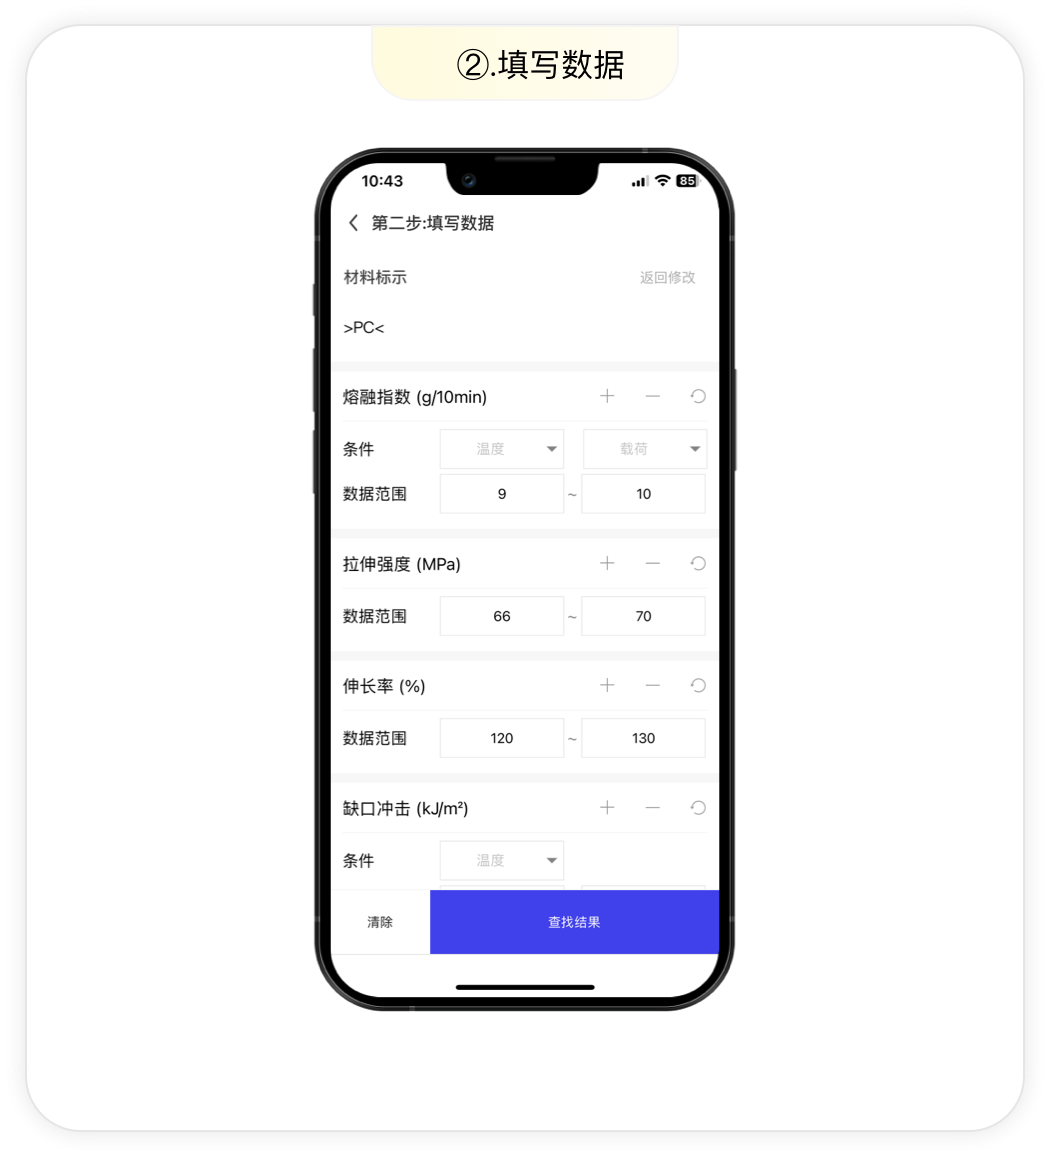 ②.填写数据
10:43
85
第二步:填写数据
材料标示 返回修改
>PC<
熔融指数 (g/10min)
条件 温度 载荷
数据范围 9 ~ 10
拉伸强度 (MPa)
数据范围 66 ~ 70
伸长率 (%)
数据范围 120 ~ 130
缺口冲击 (kJ/m²)
条件 温度
清除 查找结果